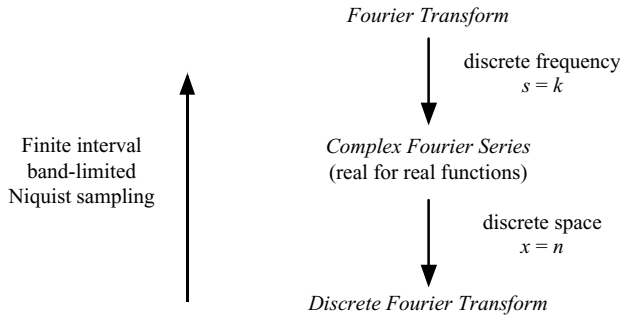 Fourier Transform
discrete frequency
s = k
Finite interval
band-limited
Niquist sampling
Complex Fourier Series
(real for real functions)
discrete space
x = n
Discrete Fourier Transform